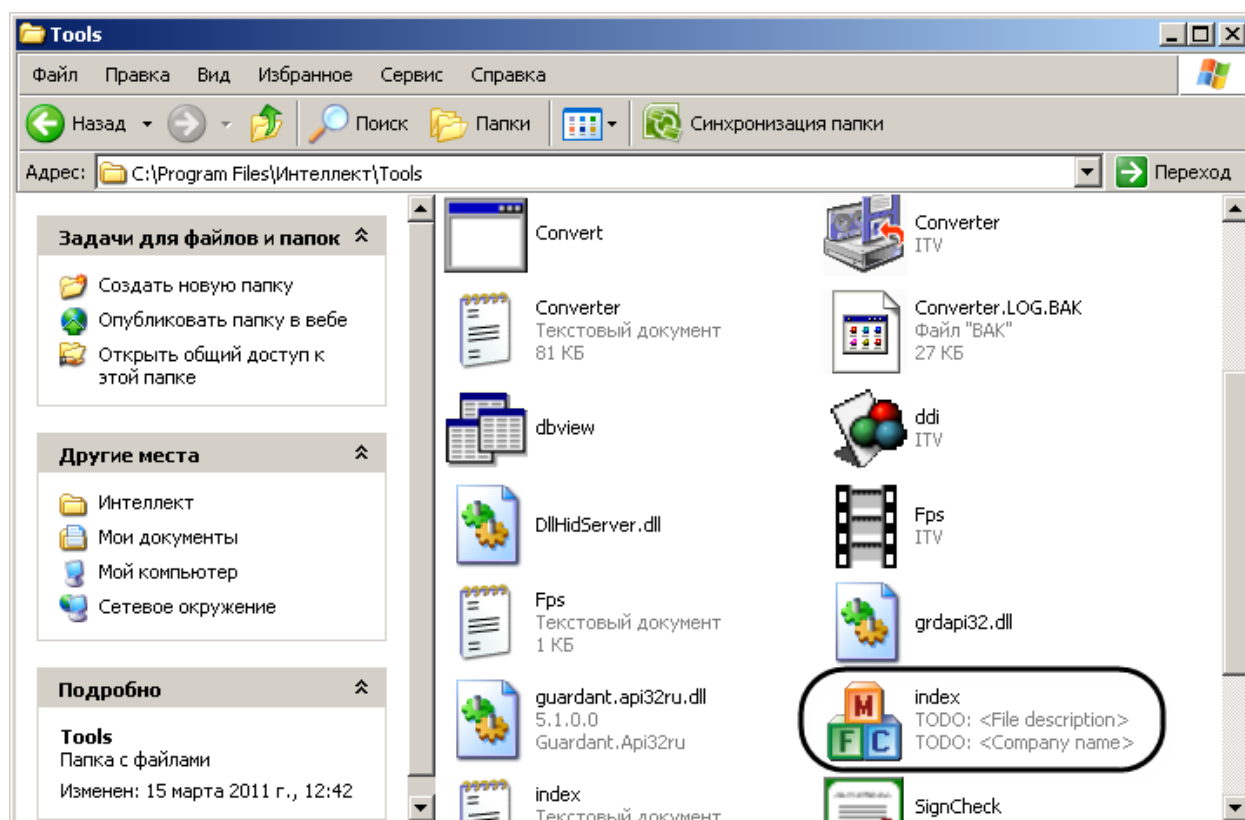 Tools
Файл Правка Вид Избранное Сервис Справка
Назад Поиск Папки Синхронизация папки
Адрес: C:\Program Files\Интеллект\Tools Переход
Задачи для файлов и папок
Создать новую папку
Опубликовать папку в вебе
Открыть общий доступ к
этой папке
Другие места
Интеллект
Мои документы
Мой компьютер
Сетевое окружение
Подробно
Tools
Папка с файлами
Изменен: 15 марта 2011 г., 12:42
Convert
Converter
ITV
Converter
Текстовый документ
81 КБ
Converter.LOG.BAK
Файл "BAK"
27 КБ
dbview
ddi
ITV
DllHidServer.dll
Fps
ITV
Fps
Текстовый документ
1 КБ
grdapi32.dll
guardant.api32ru.dll
5.1.0.0
Guardant.Api32ru
M
F C
index
TODO: <File description>
TODO: <Company name>
index
Текстовый документ
SignCheck